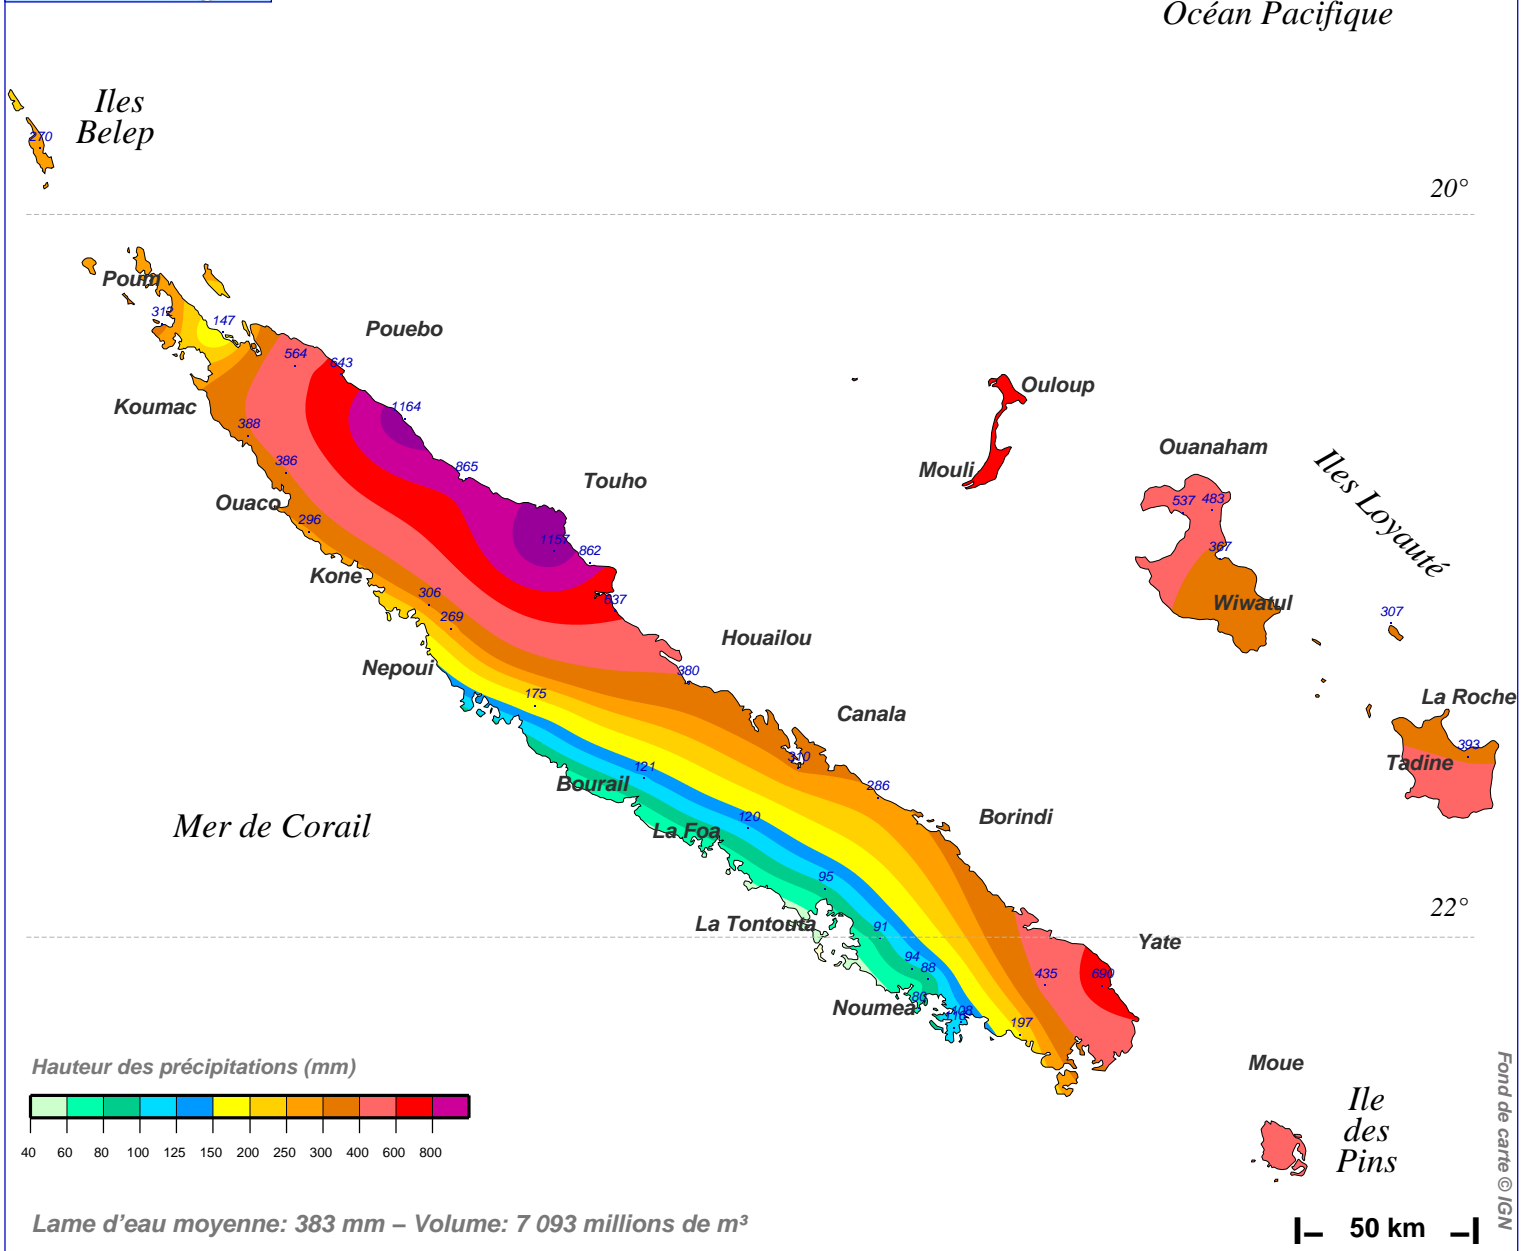 Océan Pacifique
Iles
Belep
270
20°
Poum
312
147
Pouebo
564
643
Ouloup
Koumac
1164
388
Ouanaham
386
865
Mouli
Touho
Iles Loyauté
Ouaco
537
483
296
1157
862
367
Kone
306
637
Wiwatul
307
269
Houailou
Nepoui
380
175
La Roche
Canala
310
393
121
Tadine
Bourail
286
Borindi
Mer de Corail
120
La Foa
95
22°
La Tontouta
91
Yate
94
88
435
690
80
Noumea
108
116
197
Hauteur des précipitations (mm)
Moue
40 60 80 100 125 150 200 250 300 400 600 800
Ile
des
Pins
Fond de carte © IGN
Lame d’eau moyenne: 383 mm – Volume: 7 093 millions de m³
50 km